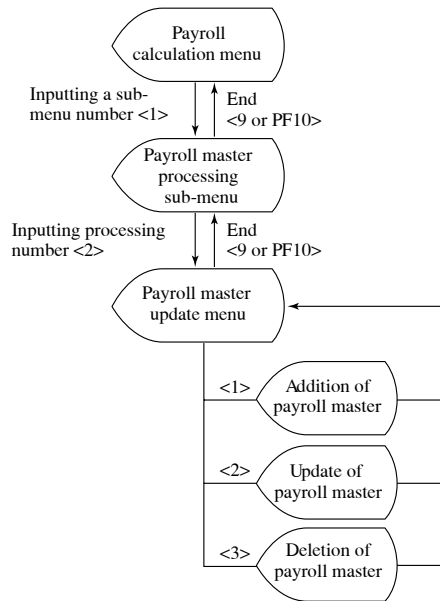 Payroll
calculation menu
Inputting a sub-
menu number <1>
End
<9 or PF10>
Payroll master
processing
sub-menu
Inputting processing
number <2>
End
<9 or PF10>
Payroll master
update menu
<1>
Addition of
payroll master
<2>
Update of
payroll master
<3>
Deletion of
payroll master